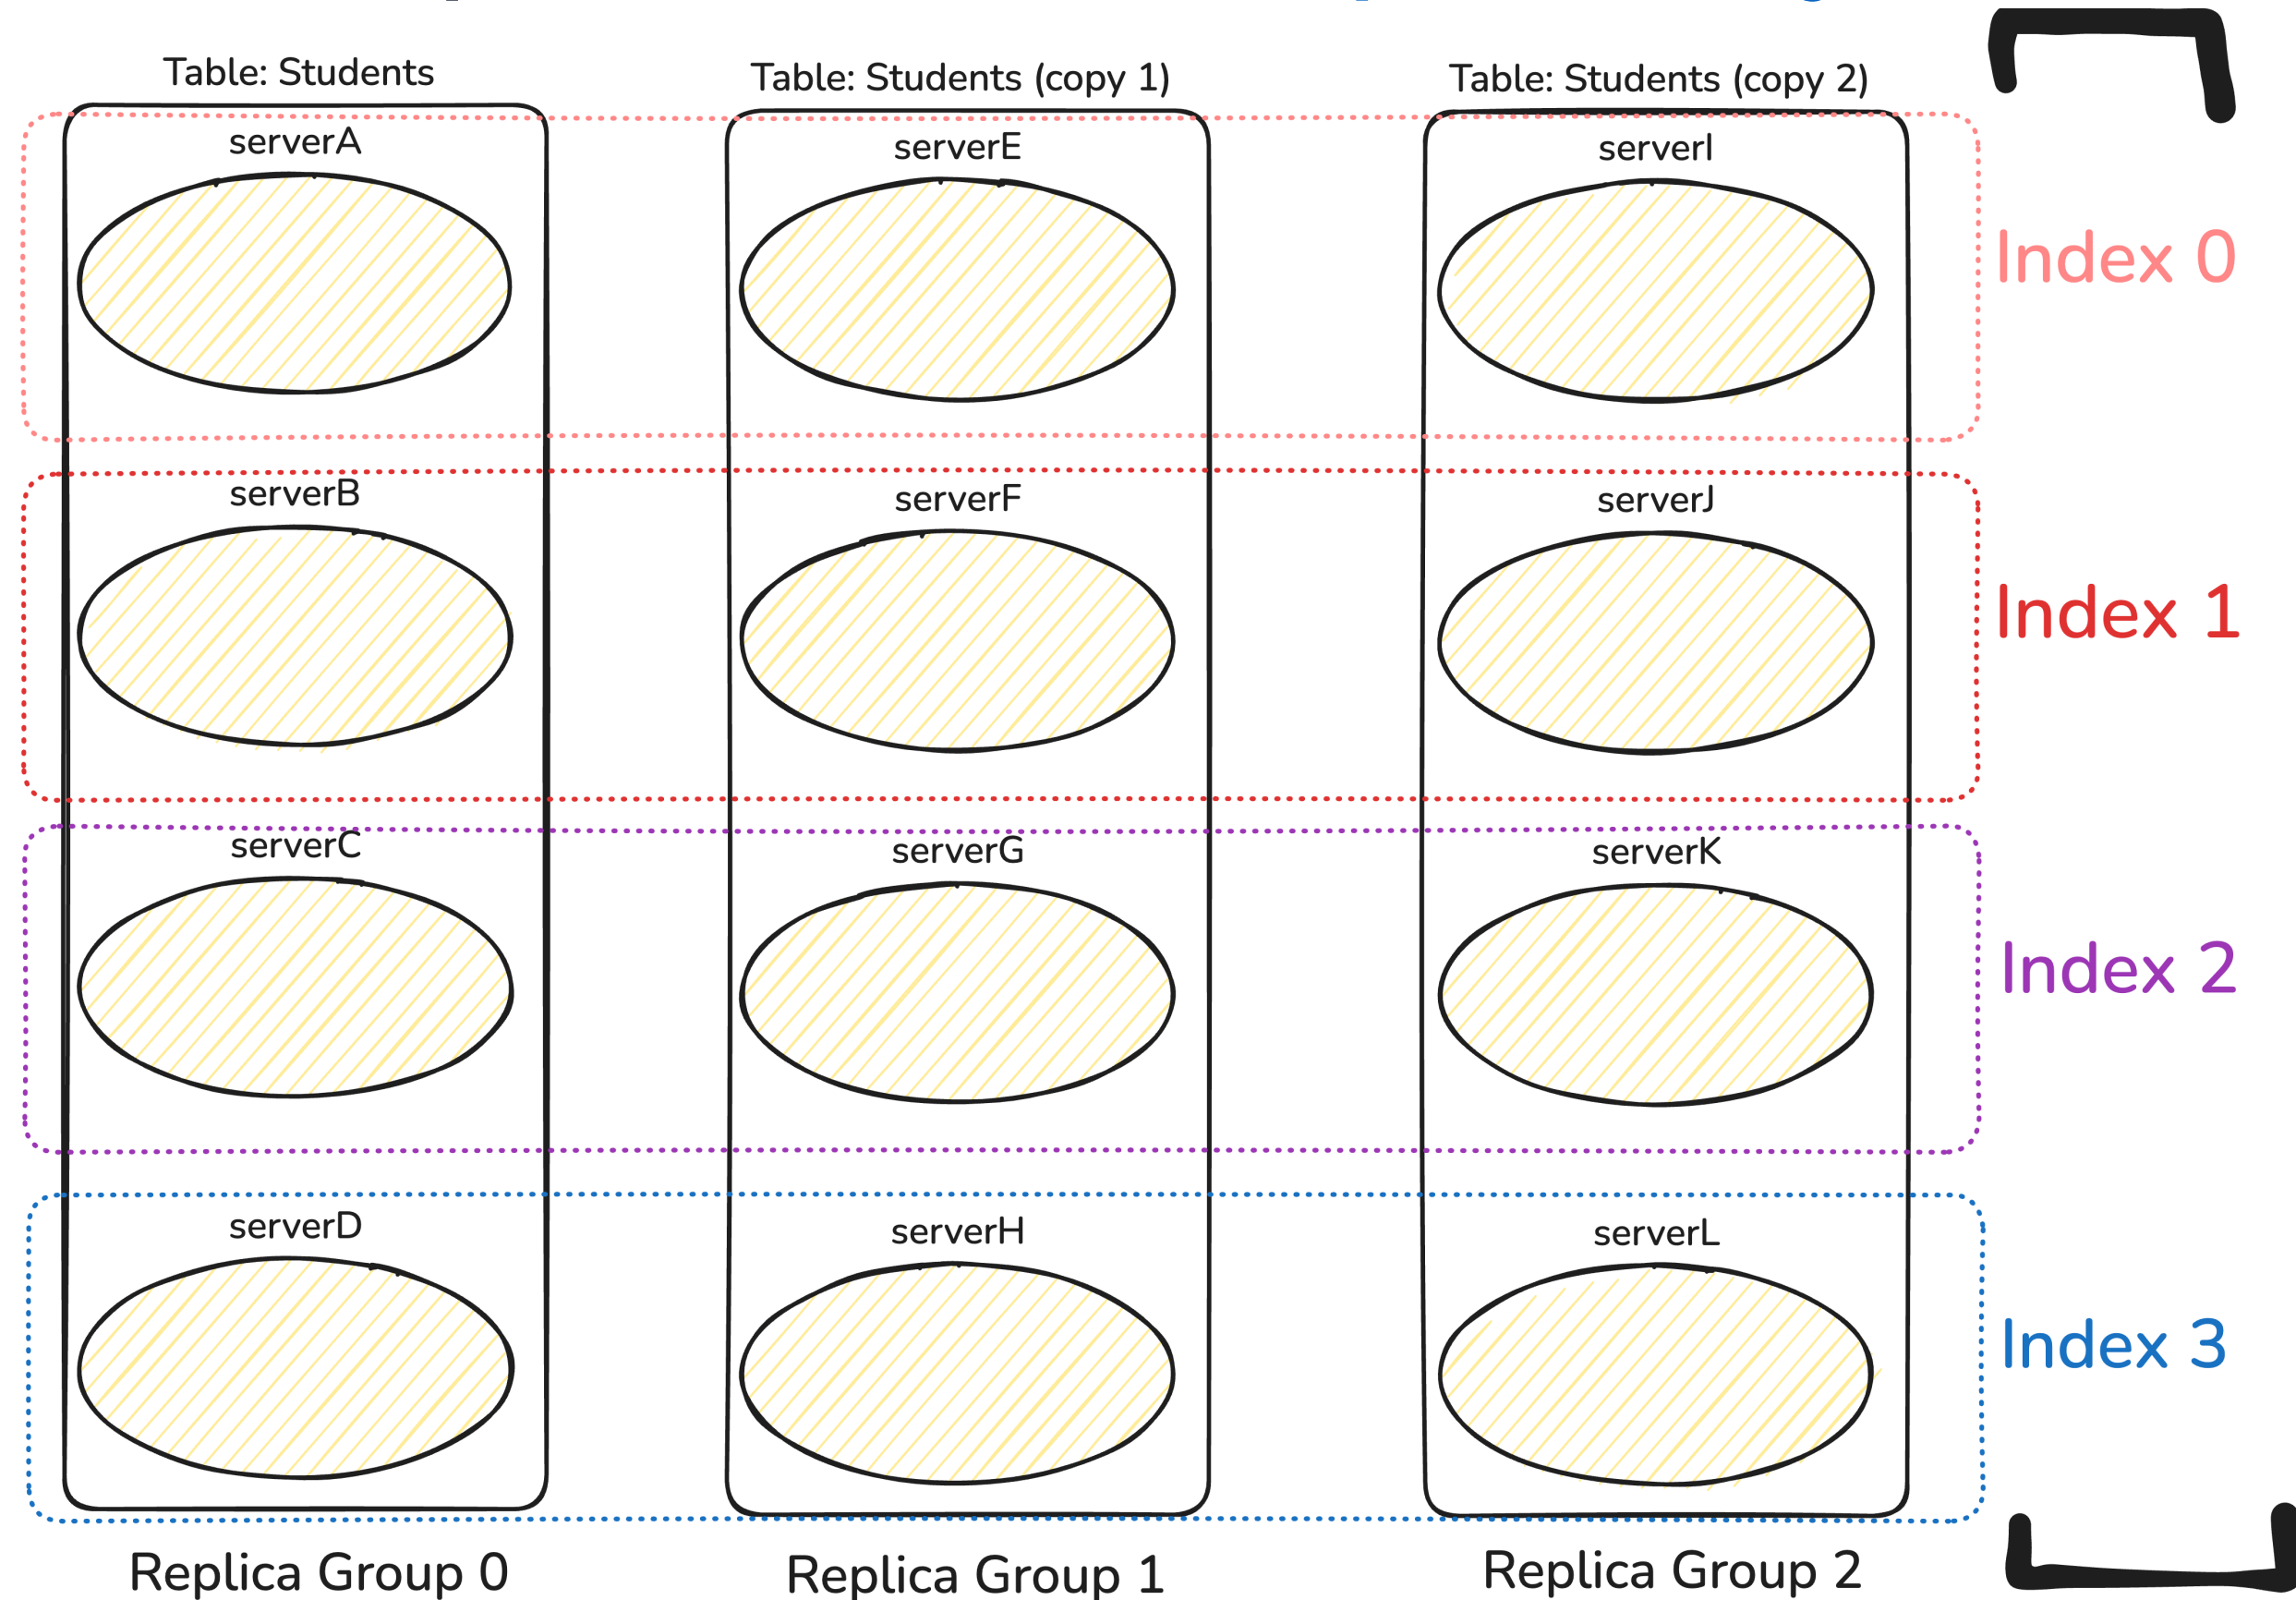 Table: Students
Table: Students (copy 1)
Table: Students (copy 2)
serverA
serverE
serverI
Index 0
serverB
serverF
serverJ
Index 1
serverC
serverG
serverK
Index 2
serverD
serverH
serverL
Index 3
Replica Group 0
Replica Group 1
Replica Group 2